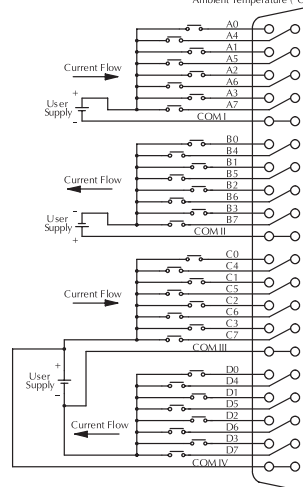 Ambient Temperature (°C
A0
A4
A1
Current Flow
A5
A2
A6
+
User
Supply
A3
A7
-
COM I
B0
B4
B1
Current Flow
B5
B2
B6
-
User
Supply
B3
B7
+
COM II
C0
C4
C1
Current Flow
C5
C2
C6
C3
C7
COM III
+
User
Supply
-
D0
D4
D1
D5
Current Flow
D2
D6
D3
D7
COM IV